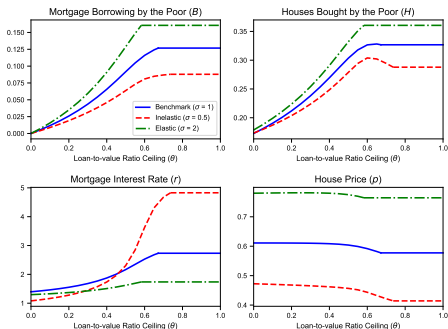 Mortgage Borrowing by the Poor (B)
0.150
0.125
0.100
0.075
0.050
0.025
0.000
Benchmark (σ = 1)
Inelastic (σ = 0.5)
Elastic (σ = 2)
0.0 0.2 0.4 0.6 0.8 1.0
Loan-to-value Ratio Ceiling (θ)
Houses Bought by the Poor (H)
0.35
0.30
0.25
0.20
0.0 0.2 0.4 0.6 0.8 1.0
Loan-to-value Ratio Ceiling (θ)
Mortgage Interest Rate (r)
5
4
3
2
1
0.0 0.2 0.4 0.6 0.8 1.0
Loan-to-value Ratio Ceiling (θ)
House Price (p)
0.7
0.6
0.5
0.4
0.0 0.2 0.4 0.6 0.8 1.0
Loan-to-value Ratio Ceiling (θ)